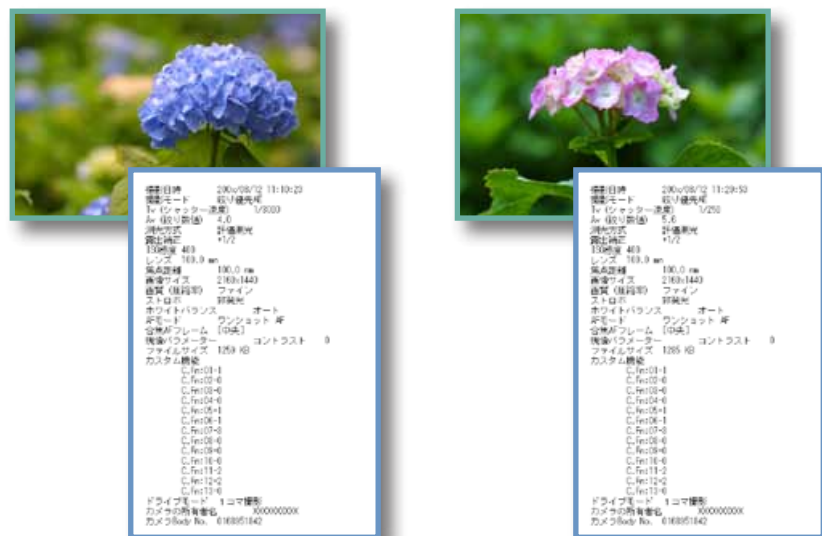 撮影日時 200x/08/12 11:10:23
撮影モード 絞り優先AE
Tv (シャッター速度) 1/3000
Av (絞り数値) 4.0
測光方式 評価測光
露出補正 +1/2
ISO感度 400
レンズ 100.0 mm
焦点距離 100.0 mm
画像サイズ 2160x1440
画質 (圧縮率) ファイン
ストロボ 非発光
ホワイトバランス オート
AFモード ワンショット AF
合焦AFフレーム [中央]
現像パラメーター コントラスト 0
ファイルサイズ 1259 KB
カスタム機能
C.Fn:01-1
C.Fn:02-0
C.Fn:03-0
C.Fn:04-0
C.Fn:05-1
C.Fn:06-1
C.Fn:07-3
C.Fn:08-0
C.Fn:09-0
C.Fn:10-0
C.Fn:11-2
C.Fn:12-2
C.Fn:13-0
ドライブモード 1コマ撮影
カメラの所有者名
カメラBody No. 0168851842
撮影日時 200x/08/12 11:29:53
撮影モード 絞り優先AE
Tv (シャッター速度) 1/250
Av (絞り数値) 5.6
測光方式 評価測光
露出補正 +1/2
ISO感度 400
レンズ 100.0 mm
焦点距離 100.0 mm
画像サイズ 2160x1440
画質 (圧縮率) ファイン
ストロボ 非発光
ホワイトバランス オート
AFモード ワンショット AF
合焦AFフレーム [中央]
現像パラメーター コントラスト 0
ファイルサイズ 1285 KB
カスタム機能
C.Fn:01-1
C.Fn:02-0
C.Fn:03-0
C.Fn:04-0
C.Fn:05-1
C.Fn:06-1
C.Fn:07-3
C.Fn:08-0
C.Fn:09-0
C.Fn:10-0
C.Fn:11-2
C.Fn:12-2
C.Fn:13-0
ドライブモード 1コマ撮影
カメラの所有者名
カメラBody No. 0168851842